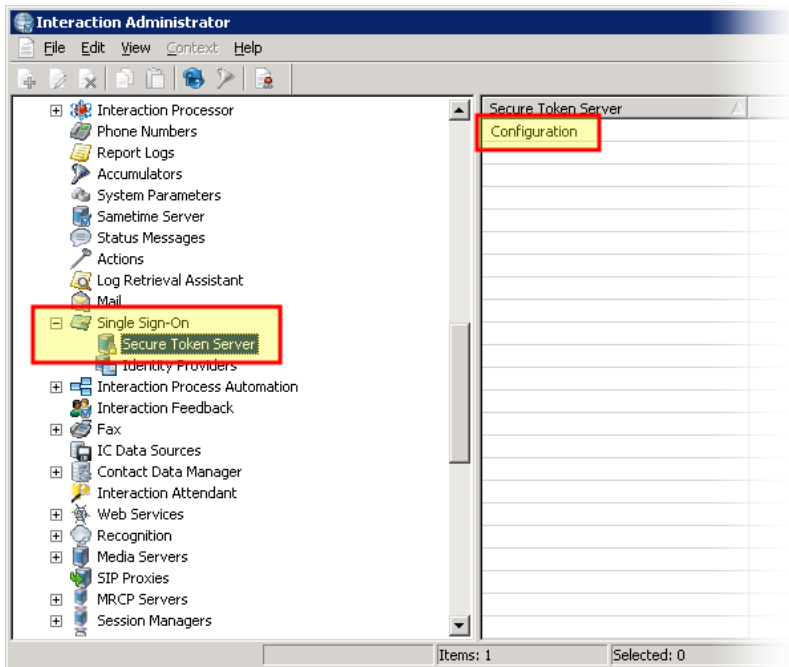 Interaction Administrator
File Edit View Context Help
Secure Token Server
Configuration
Interaction Processor
Phone Numbers
Report Logs
Accumulators
System Parameters
Sametime Server
Status Messages
Actions
Log Retrieval Assistant
Mail
Single Sign-On
Secure Token Server
Identity Providers
Interaction Process Automation
Interaction Feedback
Fax
IC Data Sources
Contact Data Manager
Interaction Attendant
Web Services
Recognition
Media Servers
SIP Proxies
MRCP Servers
Session Managers
Items: 1 Selected: 0